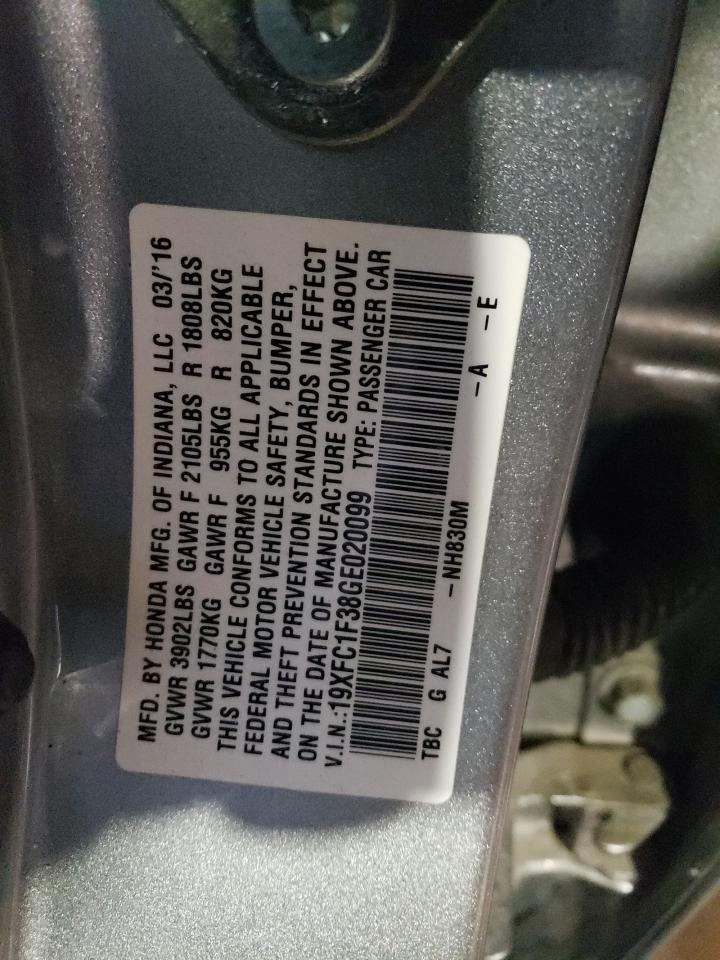 MFD. BY HONDA MFG. OF INDIANA, LLC 03/'16
GVWR 3902LBS GAWR F 2105LBS R 1808LBS
GVWR 1770KG GAWR F 955KG R 820KG
THIS VEHICLE CONFORMS TO ALL APPLICABLE
FEDERAL MOTOR VEHICLE SAFETY, BUMPER,
AND THEFT PREVENTION STANDARDS IN EFFECT
ON THE DATE OF MANUFACTURE SHOWN ABOVE.
V.I.N.:19XFC1F38GE020099 TYPE: PASSENGER CAR
TBC G AL7 –NH830M –A –E